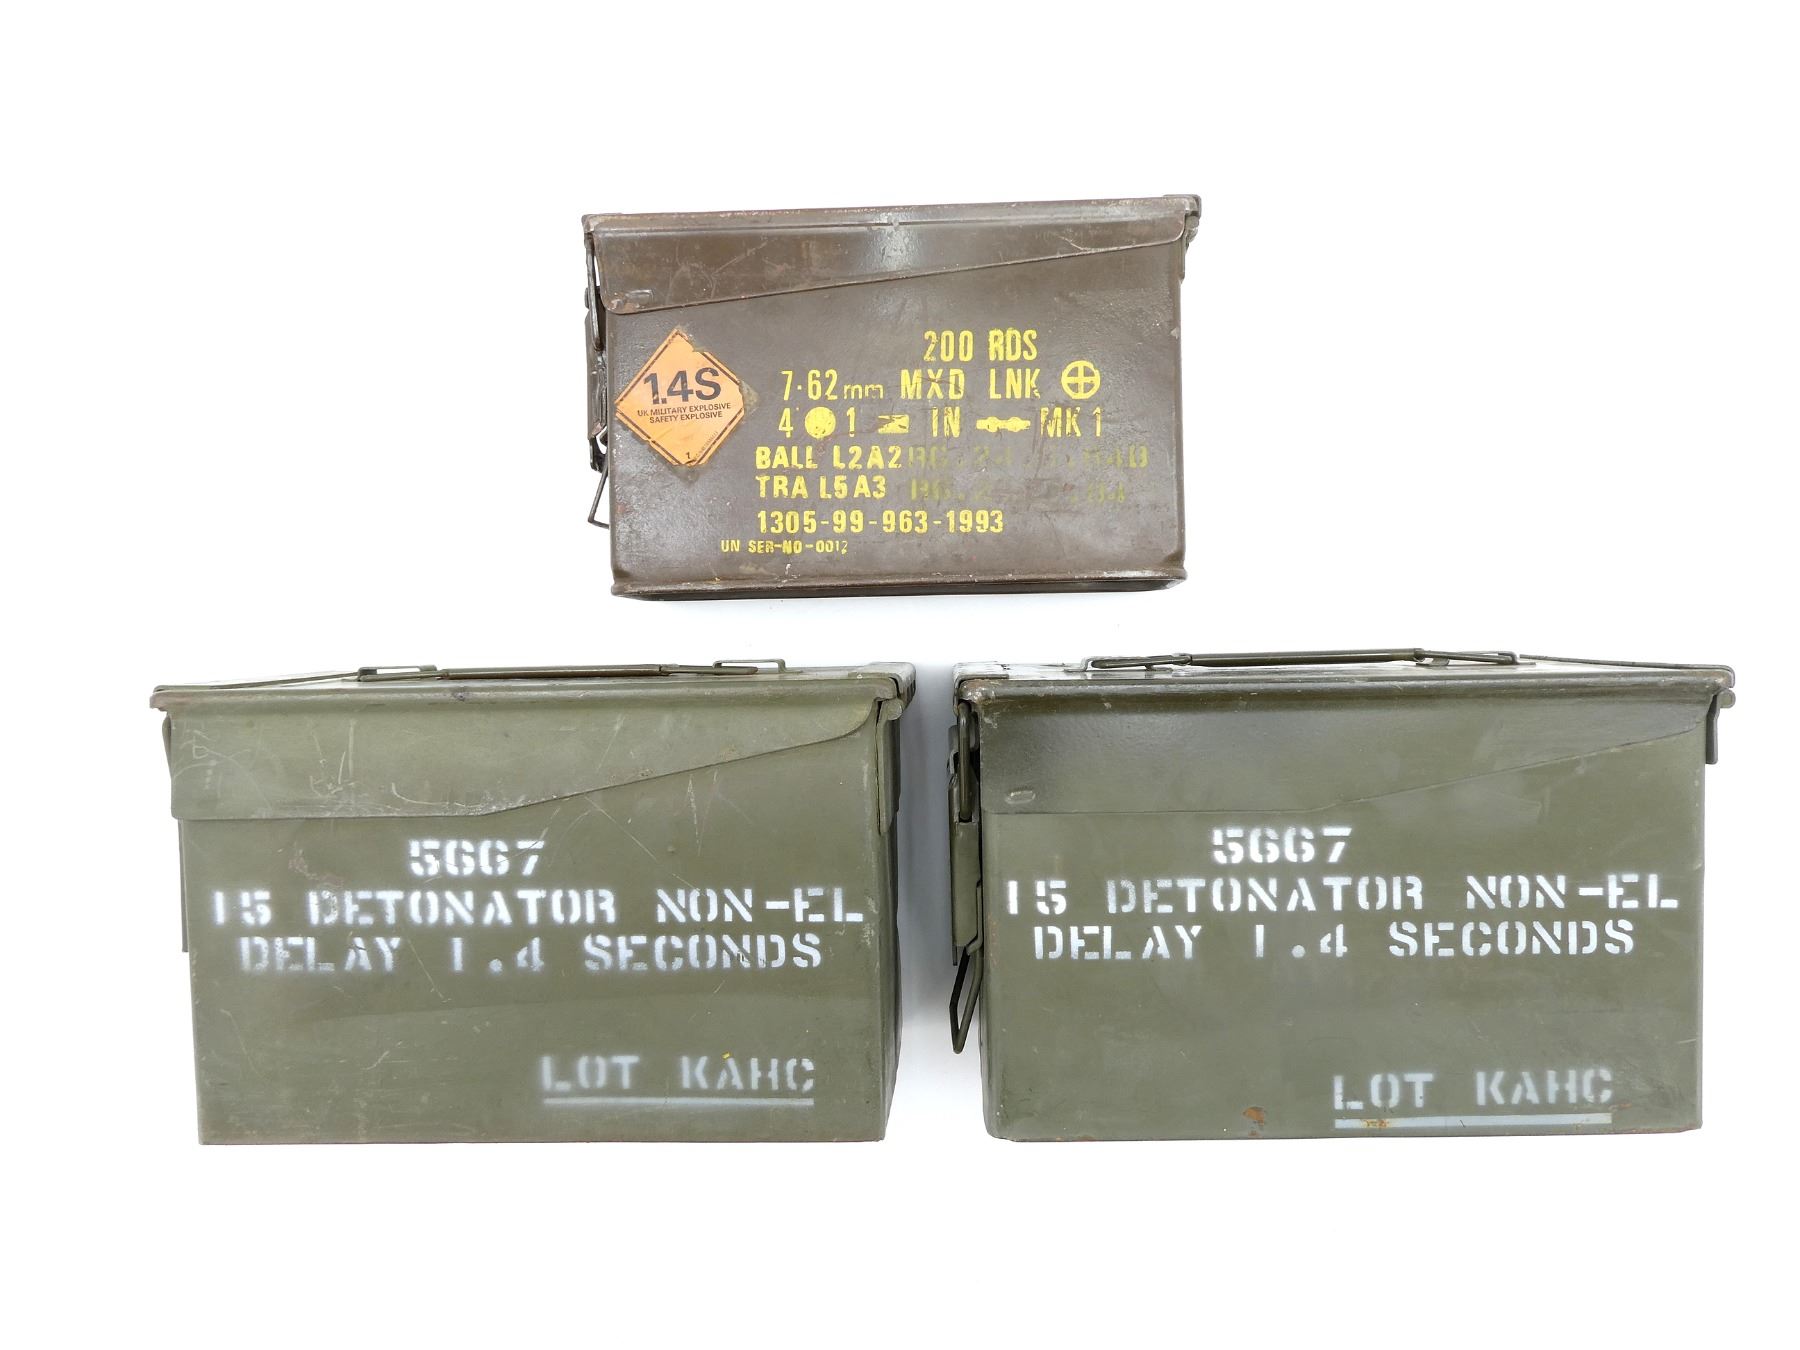 1.4S
UK MILITARY EXPLOSIVE
SAFETY EXPLOSIVE
1
200 RDS
7.62mm MXD LNK
4 1 IN MK 1
BALL L2A2
TRA L5A3
1305-99-963-1993
UN SER-NO-0012
5667
15 DETONATOR NON-EL
DELAY 1.4 SECONDS
LOT KAHC
5667
15 DETONATOR NON-EL
DELAY 1.4 SECONDS
LOT KAHC